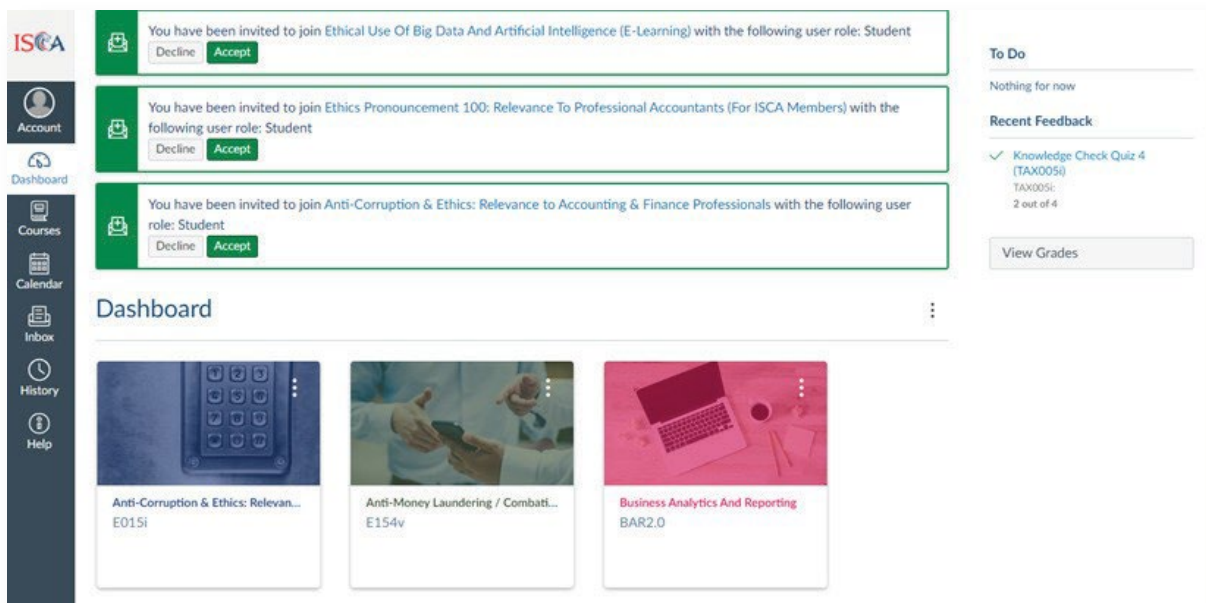 ISCA
Account
Dashboard
Courses
Calendar
Inbox
History
Help
You have been invited to join Ethical Use Of Big Data And Artificial Intelligence (E-Learning) with the following user role: Student
Decline Accept
You have been invited to join Ethics Pronouncement 100: Relevance To Professional Accountants (For ISCA Members) with the
following user role: Student
Decline Accept
You have been invited to join Anti-Corruption & Ethics: Relevance to Accounting & Finance Professionals with the following user
role: Student
Decline Accept
Dashboard
Anti-Corruption & Ethics: Relevan...
E015i
Anti-Money Laundering / Combati...
E154v
Business Analytics And Reporting
BAR2.0
To Do
Nothing for now
Recent Feedback
Knowledge Check Quiz 4
(TAX005i)
TAX005i:
2 out of 4
View Grades